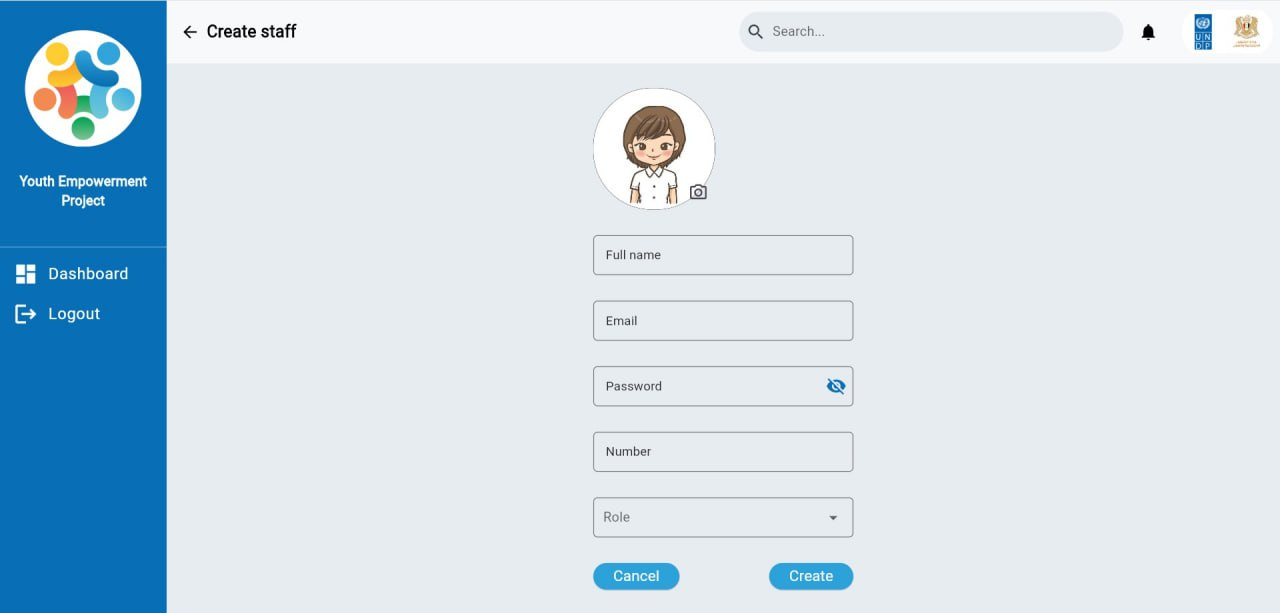 Youth Empowerment
Project
Dashboard
Logout
Create staff
Search...
U N
D P
Full name
Email
Password
Number
Role
Cancel
Create